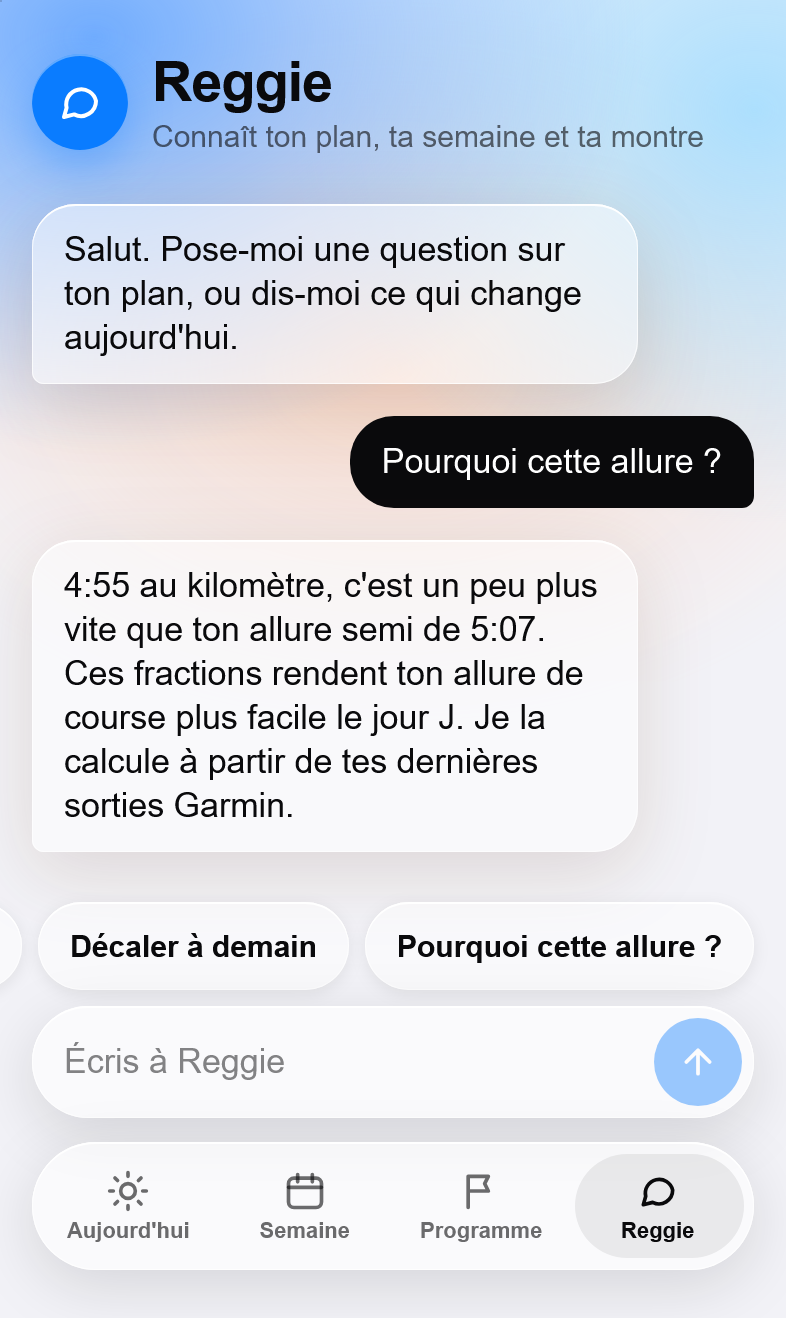 Reggie
Connaît ton plan, ta semaine et ta montre
Salut. Pose-moi une question sur
ton plan, ou dis-moi ce qui change
aujourd'hui.
Pourquoi cette allure ?
4:55 au kilomètre, c'est un peu plus
vite que ton allure semi de 5:07.
Ces fractions rendent ton allure de
course plus facile le jour J. Je la
calcule à partir de tes dernières
sorties Garmin.
Décaler à demain
Pourquoi cette allure ?
Écris à Reggie
Aujourd'hui
Semaine
Programme
Reggie